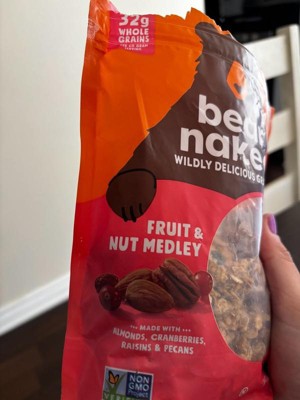 32g
WHOLE
GRAINS
bea
nake
WILDLY DELICIOUS G
FRUIT &
NUT MEDLEY
MADE WITH
ALMONDS, CRANBERRIES,
RAISINS & PECANS
NON
GMO